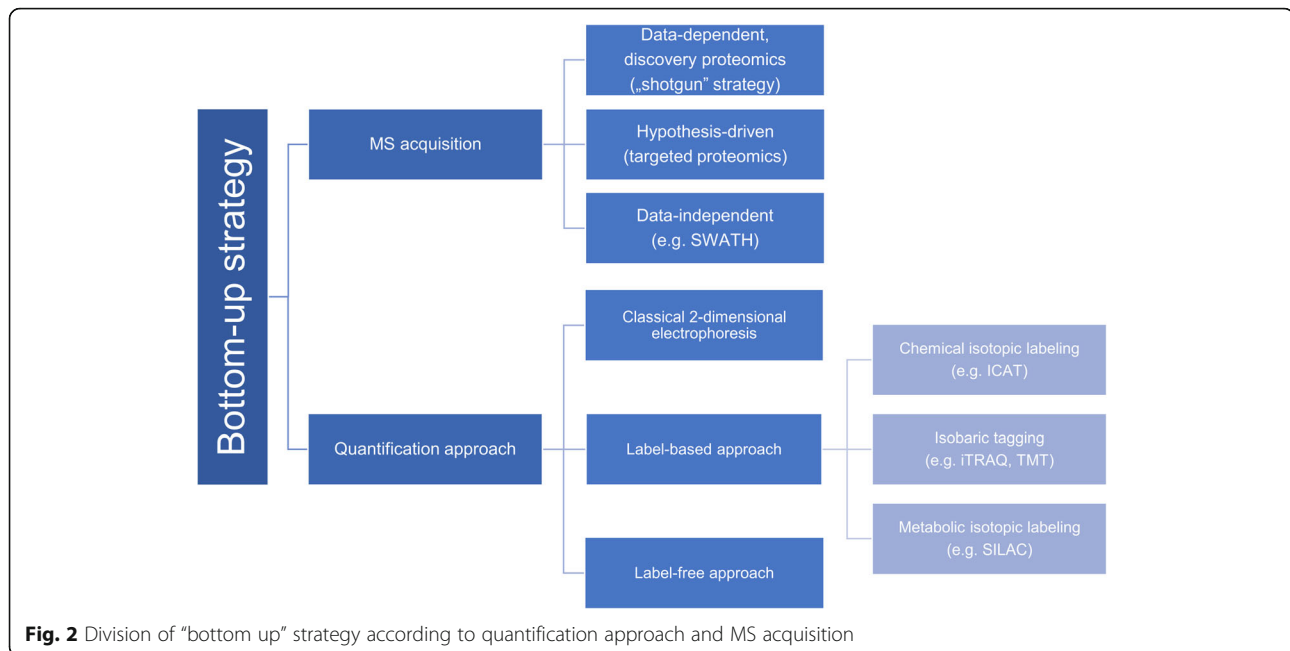 Bottom-up strategy
MS acquisition
Data-dependent,
discovery proteomics
(„shotgun” strategy)
Hypothesis-driven
(targeted proteomics)
Data-independent
(e.g. SWATH)
Quantification approach
Classical 2-dimensional
electrophoresis
Label-based approach
Chemical isotopic labeling
(e.g. ICAT)
Isobaric tagging
(e.g. iTRAQ, TMT)
Metabolic isotopic labeling
(e.g. SILAC)
Label-free approach
Fig. 2 Division of “bottom up” strategy according to quantification approach and MS acquisition